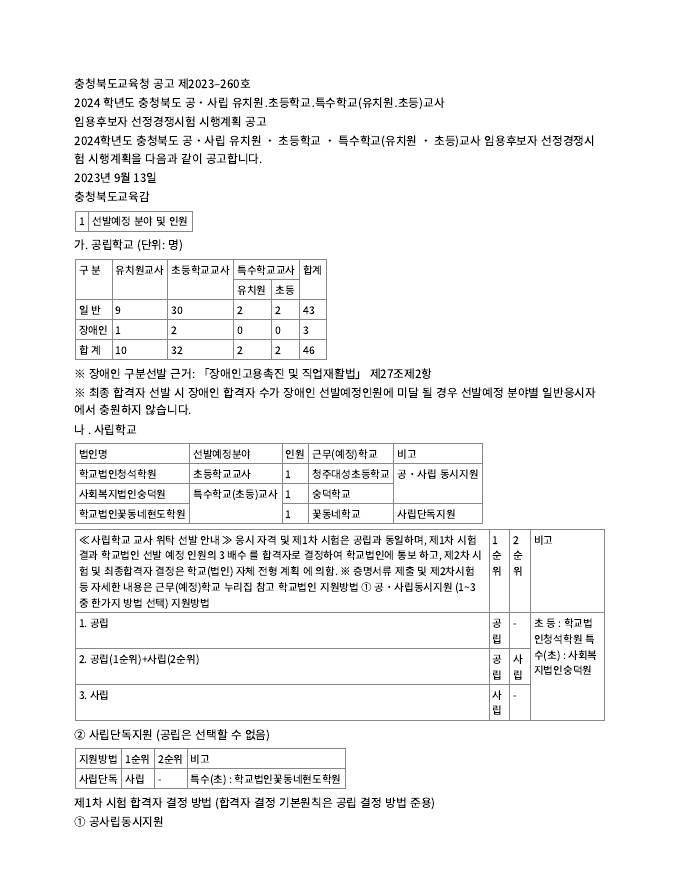 충청북도교육청 공고 제2023–260호
2024 학년도 충청북도 공·사립 유치원.초등학교.특수학교(유치원.초등)교사
임용후보자 선정경쟁시험 시행계획 공고
2024학년도 충청북도 공·사립 유치원 · 초등학교 · 특수학교(유치원 · 초등)교사 임용후보자 선정경쟁시
험 시행계획을 다음과 같이 공고합니다.
2023년 9월 13일
충청북도교육감
1 선발예정 분야 및 인원
가. 공립학교 (단위: 명)
구 분 유치원교사 초등학교교사 특수학교교사 합계
유치원 초등
일 반 9 30 2 2 43
장애인 1 2 0 0 3
합 계 10 32 2 2 46
※ 장애인 구분선발 근거: 「장애인고용촉진 및 직업재활법」 제27조제2항
※ 최종 합격자 선발 시 장애인 합격자 수가 장애인 선발예정인원에 미달 될 경우 선발예정 분야별 일반응시자
에서 충원하지 않습니다.
나 . 사립학교
법인명 선발예정분야 인원 근무(예정)학교 비고
학교법인청석학원 초등학교교사 1 청주대성초등학교 공·사립 동시지원
사회복지법인숭덕원 특수학교(초등)교사 1 숭덕학교
학교법인꽃동네현도학원 1 꽃동네학교 사립단독지원
≪사립학교 교사 위탁 선발 안내 ≫ 응시 자격 및 제1차 시험은 공립과 동일하며, 제1차 시험
결과 학교법인 선발 예정 인원의 3 배수 를 합격자로 결정하여 학교법인에 통보 하고, 제2차 시
험 및 최종합격자 결정은 학교(법인) 자체 전형 계획 에 의함. ※ 증명서류 제출 및 제2차시험
등 자세한 내용은 근무(예정)학교 누리집 참고 학교법인 지원방법 ① 공·사립동시지원 (1~3
중 한가지 방법 선택) 지원방법
1
순
위
2
순
위
비고
1. 공립
공
립
-
초 등 : 학교법
인청석학원 특
수(초) : 사회복
지법인숭덕원
2. 공립(1순위)+사립(2순위)
공
립
사
립
3. 사립
사
립
-
② 사립단독지원 (공립은 선택할 수 없음)
지원방법 1순위 2순위 비고
사립단독 사립 - 특수(초) : 학교법인꽃동네현도학원
제1차 시험 합격자 결정 방법 (합격자 결정 기본원칙은 공립 결정 방법 준용)
① 공사립동시지원